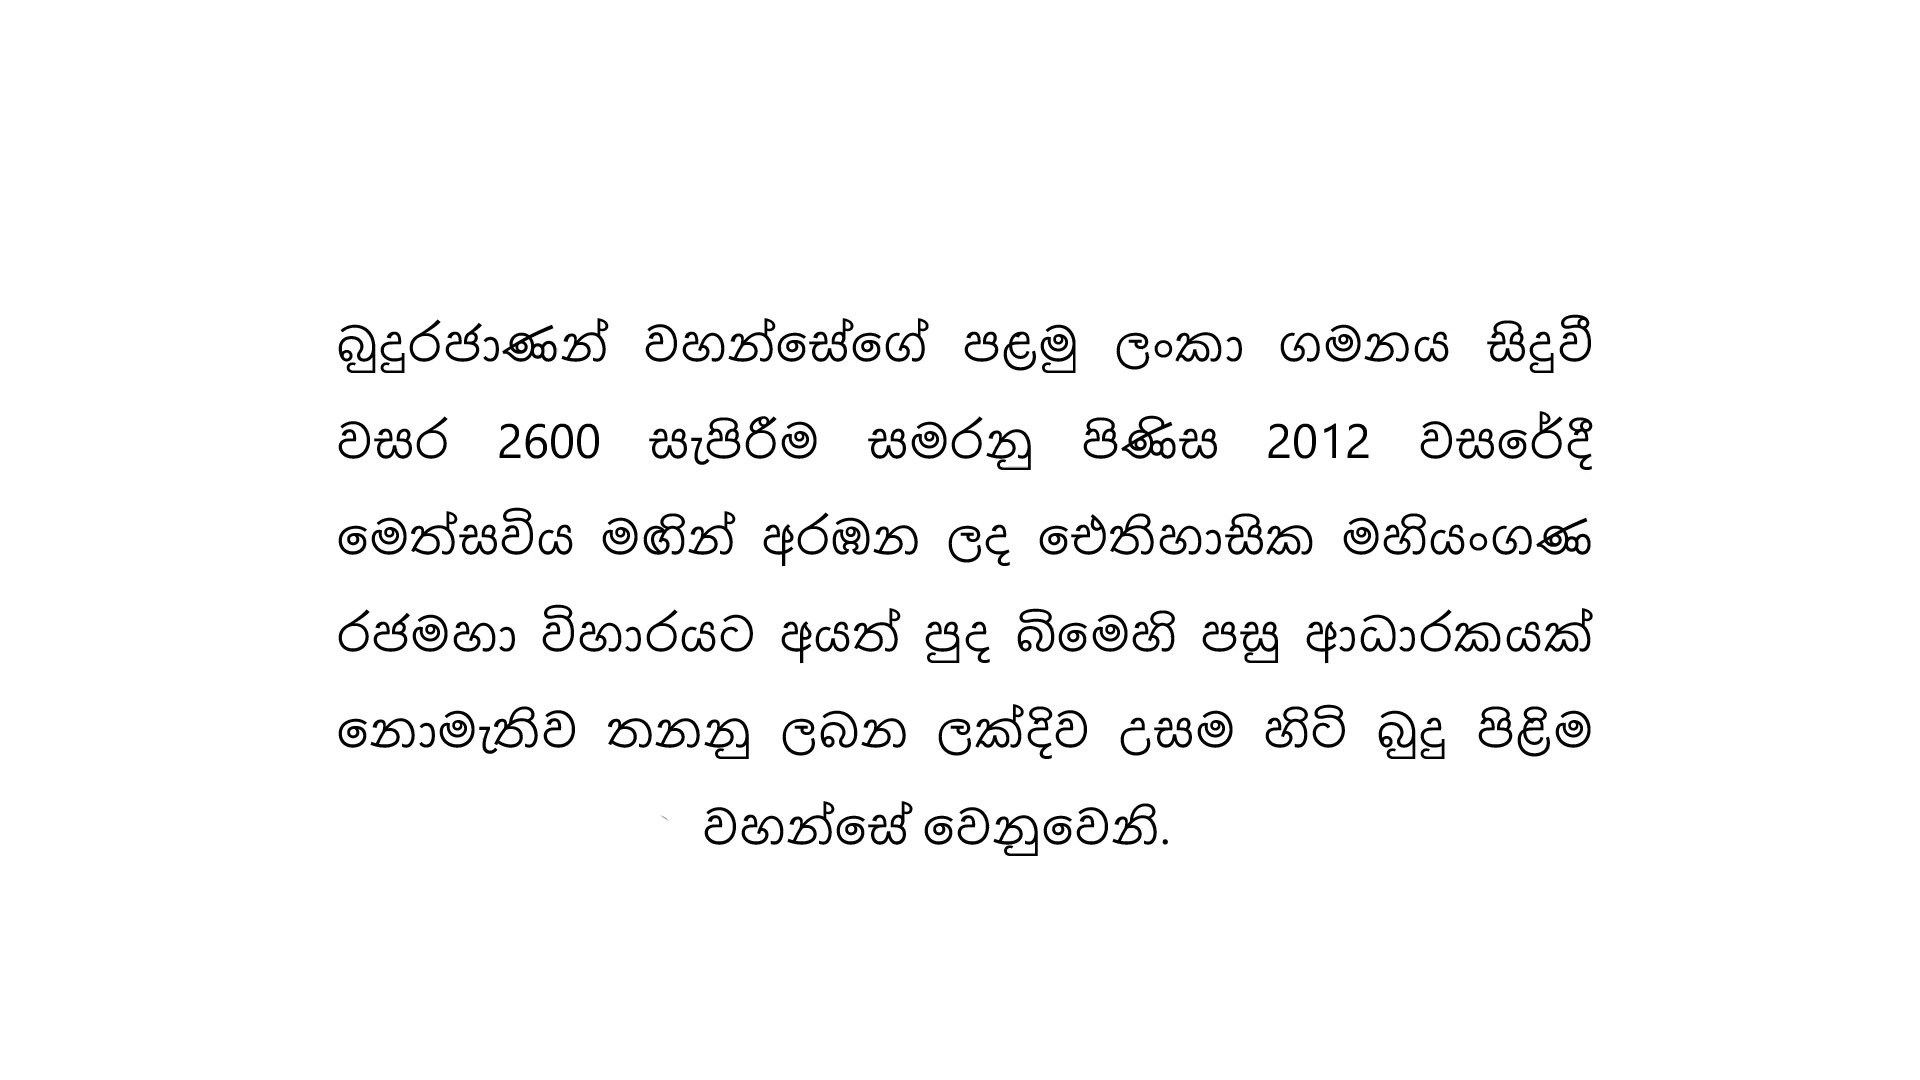 බුදුරජාණන් වහන්සේගේ පළමු ලංකා ගමනය සිදුවී
වසර 2600 සැපිරීම සමරනු පිණිස 2012 වසරේදී
මෙත්සවිය මඟින් අරඹන ලද ඓතිහාසික මහියංගණ
රජමහා විහාරයට අයත් පුද බිමෙහි පසු ආධාරකයක්
නොමැතිව තනනු ලබන ලක්දිව උසම හිටි බුදු පිළිම
වහන්සේ වෙනුවෙනි.